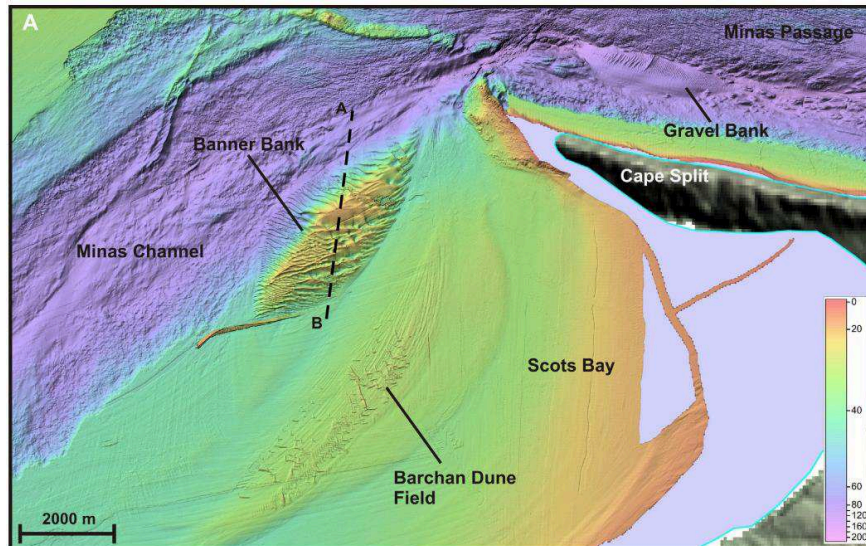 A
Minas Passage
A
Banner Bank
Gravel Bank
Cape Split
Minas Channel
B
0
20
Scots Bay
40
Barchan Dune
Field
60
80
120
160
200
2000 m